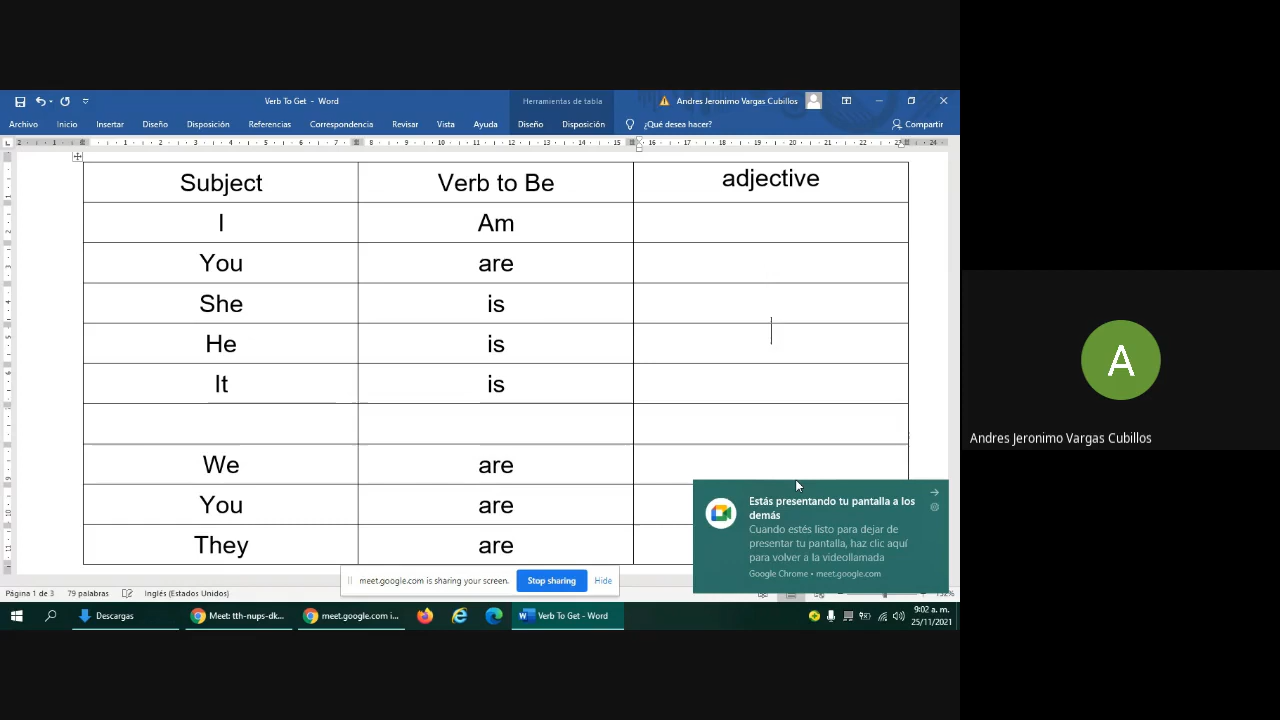 Verb To Get - Word
Herramientas de tabla
Andres Jeronimo Vargas Cubillos
Archivo Inicio Insertar Diseño Disposición Referencias Correspondencia Revisar Vista Ayuda Diseño Disposición ¿Qué desea hacer? Compartir
Subject Verb to Be adjective
I Am
You are
She is
He is
It is
We are
You are
They are
Estás presentando tu pantalla a los
demás
Cuando estés listo para dejar de
presentar tu pantalla, haz clic aquí
para volver a la videollamada
Google Chrome • meet.google.com
meet.google.com is sharing your screen. Stop sharing Hide
Página 1 de 3 79 palabras Inglés (Estados Unidos)
Descargas Meet: tth-nups-dk... meet.google.com i... Verb To Get - Word
9:02 a. m.
25/11/2021
A
Andres Jeronimo Vargas Cubillos